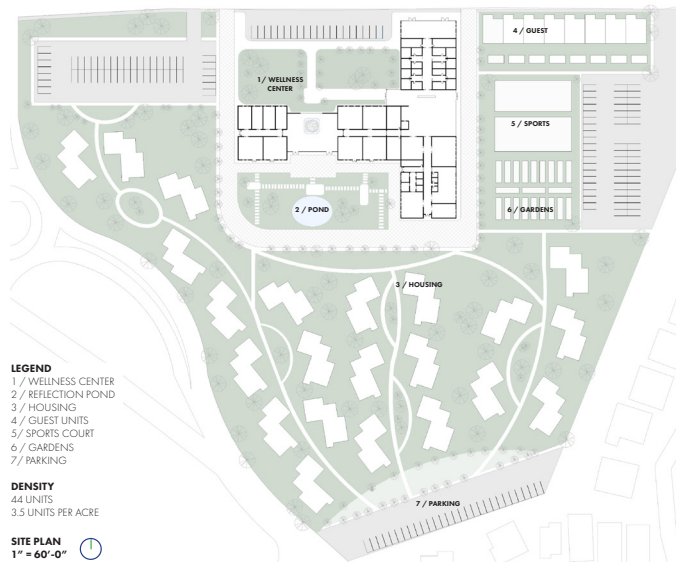 4 / GUEST
1 / WELLNESS
CENTER
5 / SPORTS
2 / POND
6 / GARDENS
3 / HOUSING
7 / PARKING
LEGEND
1 / WELLNESS CENTER
2 / REFLECTION POND
3 / HOUSING
4 / GUEST UNITS
5/ SPORTS COURT
6 / GARDENS
7/ PARKING
DENSITY
44 UNITS
3.5 UNITS PER ACRE
SITE PLAN
1" = 60'-0"